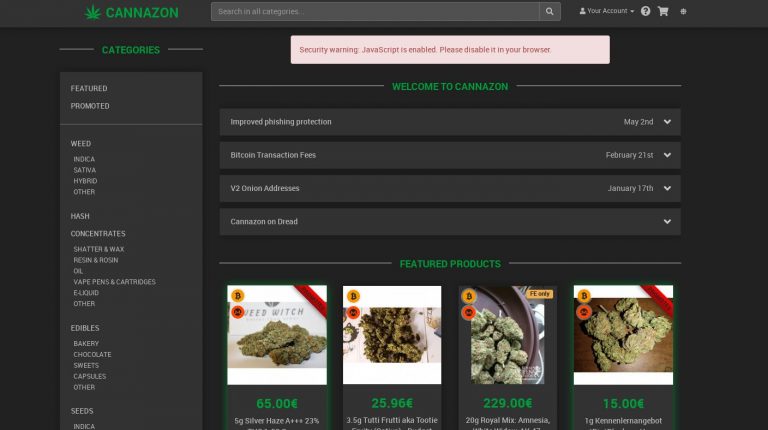 CANNAZON
Search in all categories...
Your Account
CATEGORIES
FEATURED
PROMOTED
WEED
INDICA
SATIVA
HYBRID
OTHER
HASH
CONCENTRATES
SHATTER & WAX
RESIN & ROSIN
OIL
VAPE PENS & CARTRIDGES
E-LIQUID
OTHER
EDIBLES
BAKERY
CHOCOLATE
SWEETS
CAPSULES
OTHER
SEEDS
INDICA
Security warning: JavaScript is enabled. Please disable it in your browser.
WELCOME TO CANNAZON
Improved phishing protection May 2nd
Bitcoin Transaction Fees February 21st
V2 Onion Addresses January 17th
Cannazon on Dread
FEATURED PRODUCTS
WEED WITCH
65.00€
5g Silver Haze A+++ 23%
25.96€
3.5g Tutti Frutti aka Tootie
FE only
229.00€
20g Royal Mix: Amnesia,
15.00€
1g Kennenlernangebot